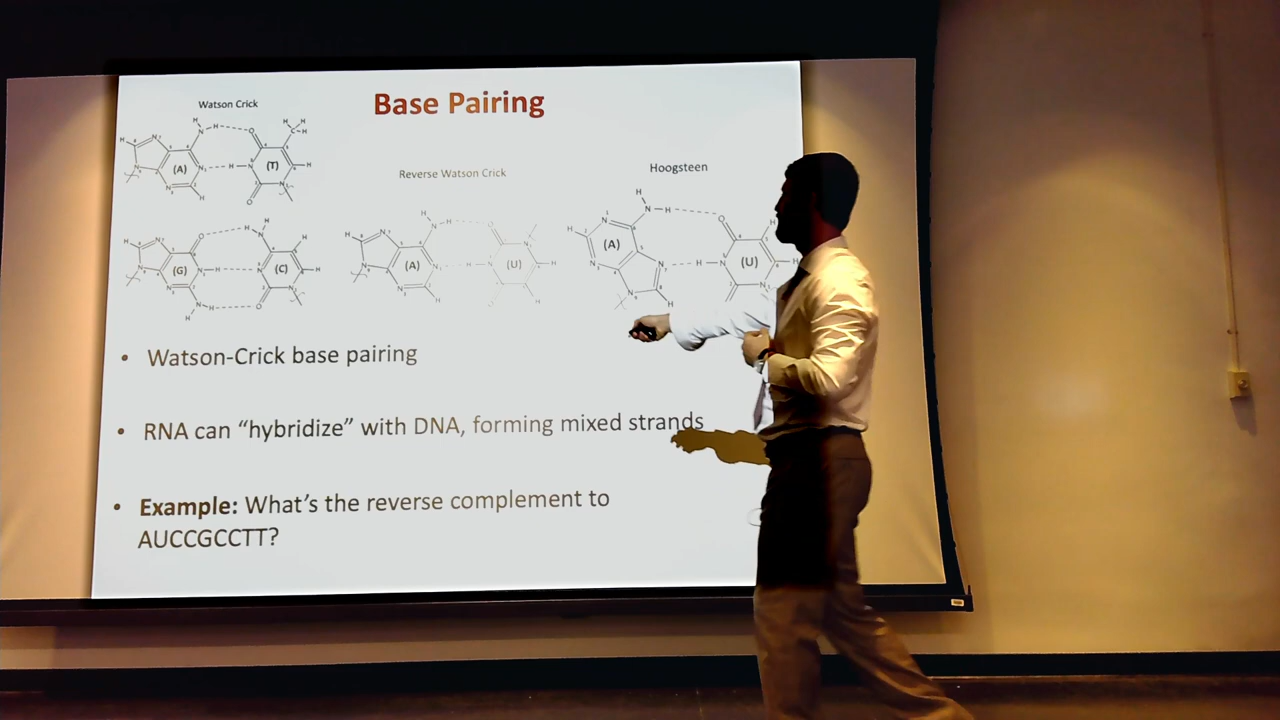 Base Pairing
Watson Crick
(A)
(T)
(G)
(C)
Reverse Watson Crick
(A)
(U)
Hoogsteen
(A)
(U)
• Watson-Crick base pairing
• RNA can “hybridize” with DNA, forming mixed strands
• Example: What’s the reverse complement to
AUCCGCCTT?